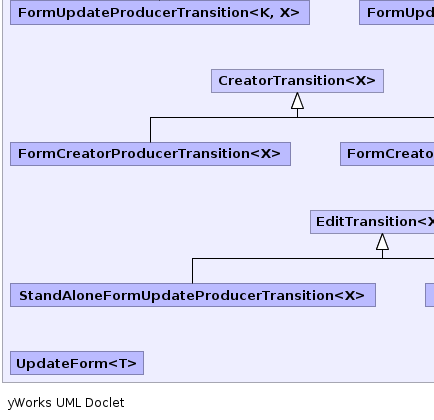 FormUpdateProducerTransition<K, X>
FormUpd
CreatorTransition<X>
FormCreatorProducerTransition<X>
FormCreato
EditTransition<X
StandAloneFormUpdateProducerTransition<X>
UpdateForm<T>
yWorks UML Doclet